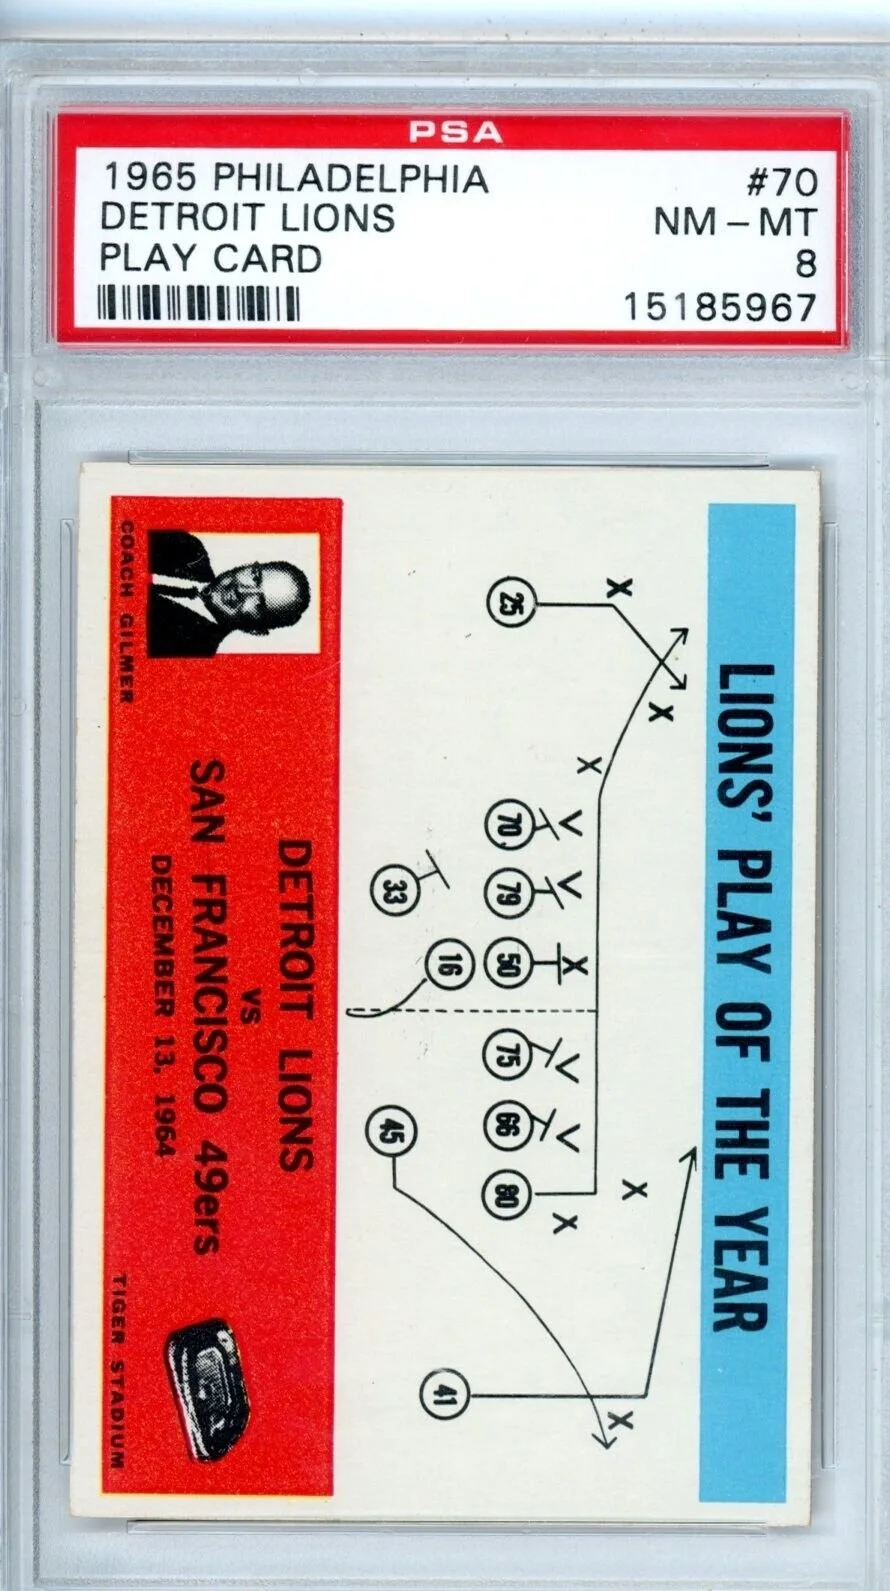 PSA
1965 PHILADELPHIA #70
DETROIT LIONS NM - MT
PLAY CARD 8
15185967
LIONS' PLAY OF THE YEAR
25
X
X
X
70
79
33
50
X
16
75
66
45
80
X
X
41
X
COACH GILMER
DETROIT LIONS
VS
SAN FRANCISCO 49ers
DECEMBER 13, 1964
TIGER STADIUM